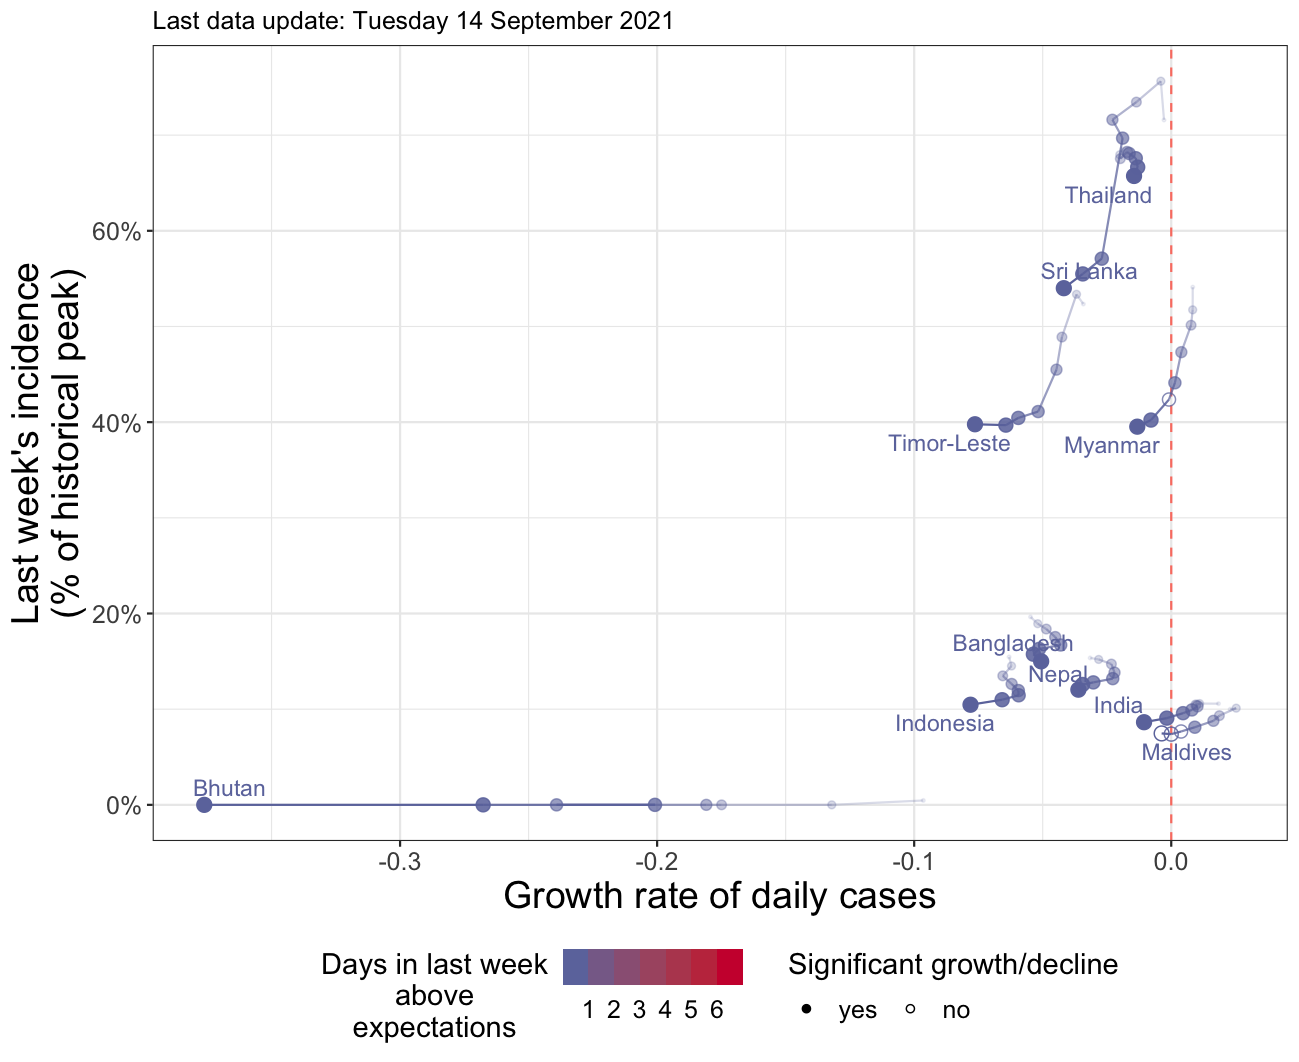 Last data update: Tuesday 14 September 2021
Last week's incidence
(% of historical peak)
60%
40%
20%
0%
Thailand
Sri Lanka
Timor-Leste
Myanmar
Bangladesh
Nepal
India
Indonesia
Maldives
Bhutan
-0.3 -0.2 -0.1 0.0
Growth rate of daily cases
Days in last week
above
expectations
1 2 3 4 5 6
Significant growth/decline
yes no